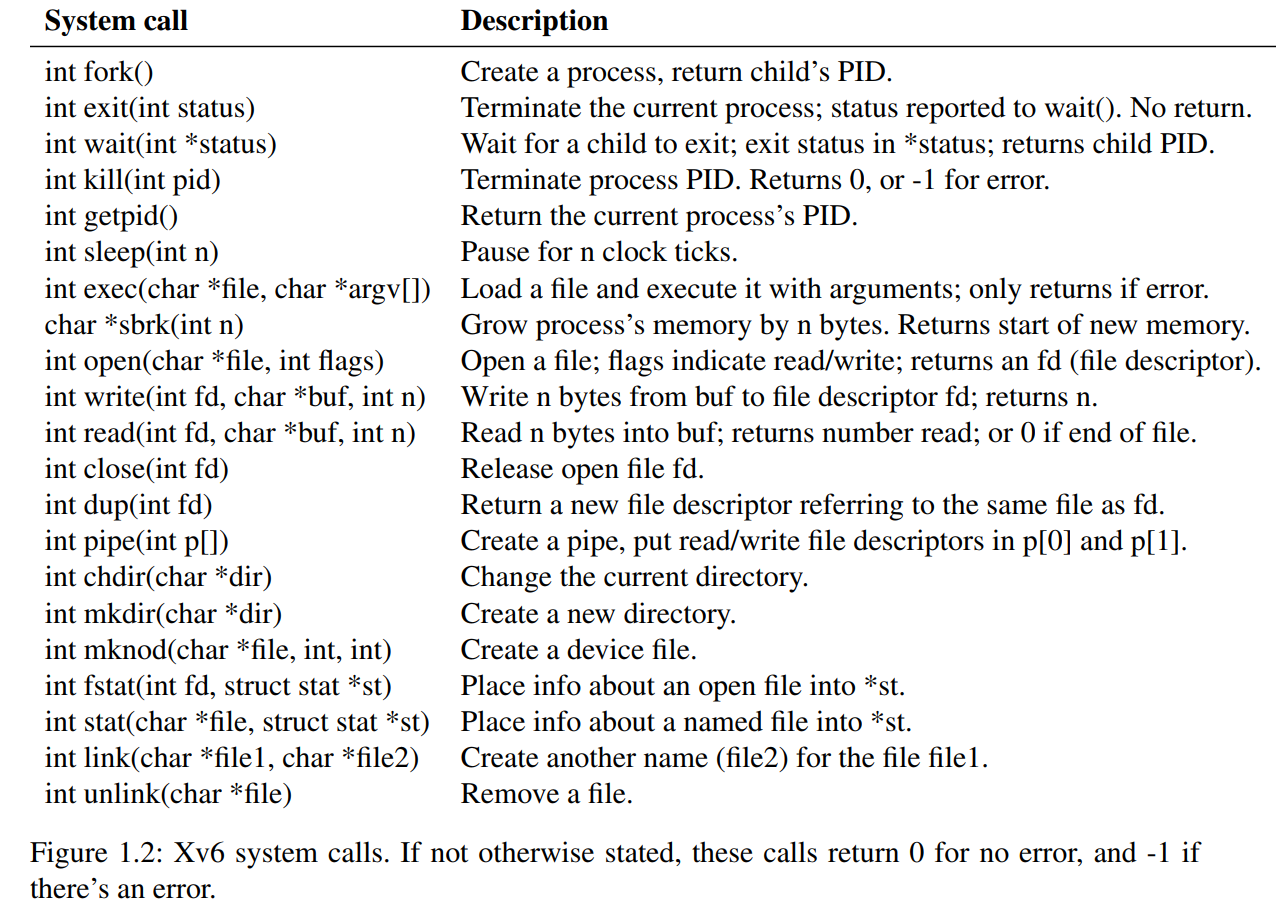 System call Description
int fork() Create a process, return child’s PID.
int exit(int status) Terminate the current process; status reported to wait(). No return.
int wait(int *status) Wait for a child to exit; exit status in *status; returns child PID.
int kill(int pid) Terminate process PID. Returns 0, or -1 for error.
int getpid() Return the current process’s PID.
int sleep(int n) Pause for n clock ticks.
int exec(char *file, char *argv[]) Load a file and execute it with arguments; only returns if error.
char *sbrk(int n) Grow process’s memory by n bytes. Returns start of new memory.
int open(char *file, int flags) Open a file; flags indicate read/write; returns an fd (file descriptor).
int write(int fd, char *buf, int n) Write n bytes from buf to file descriptor fd; returns n.
int read(int fd, char *buf, int n) Read n bytes into buf; returns number read; or 0 if end of file.
int close(int fd) Release open file fd.
int dup(int fd) Return a new file descriptor referring to the same file as fd.
int pipe(int p[]) Create a pipe, put read/write file descriptors in p[0] and p[1].
int chdir(char *dir) Change the current directory.
int mkdir(char *dir) Create a new directory.
int mknod(char *file, int, int) Create a device file.
int fstat(int fd, struct stat *st) Place info about an open file into *st.
int stat(char *file, struct stat *st) Place info about a named file into *st.
int link(char *file1, char *file2) Create another name (file2) for the file file1.
int unlink(char *file) Remove a file.
Figure 1.2: Xv6 system calls. If not otherwise stated, these calls return 0 for no error, and -1 if
there’s an error.